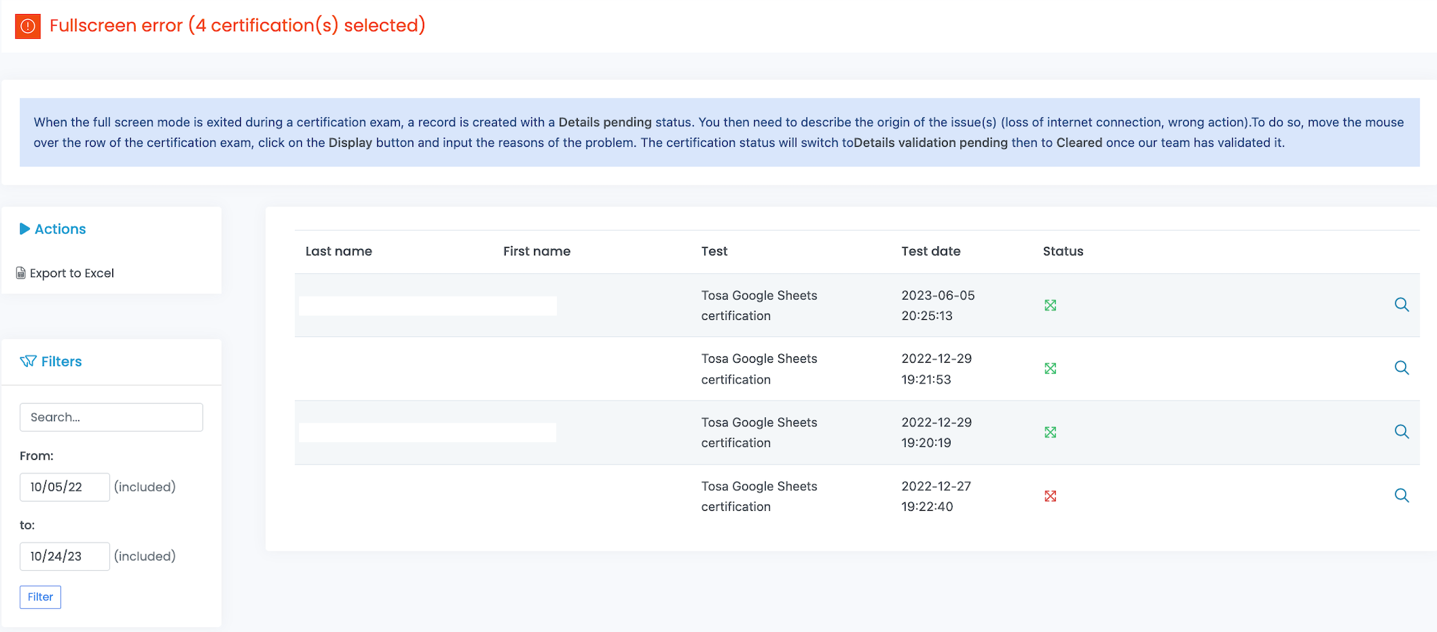 Fullscreen error (4 certification(s) selected)
When the full screen mode is exited during a certification exam, a record is created with a Details pending status. You then need to describe the origin of the issue(s) (loss of internet connection, wrong action).To do so, move the mouse
over the row of the certification exam, click on the Display button and input the reasons of the problem. The certification status will switch toDetails validation pending then to Cleared once our team has validated it.
Actions
Export to Excel
Filters
Search...
From:
10/05/22 (included)
to:
10/24/23 (included)
Filter
Last name First name Test Test date Status
Tosa Google Sheets 2023-06-05
certification 20:25:13
Tosa Google Sheets 2022-12-29
certification 19:21:53
Tosa Google Sheets 2022-12-29
certification 19:20:19
Tosa Google Sheets 2022-12-27
certification 19:22:40